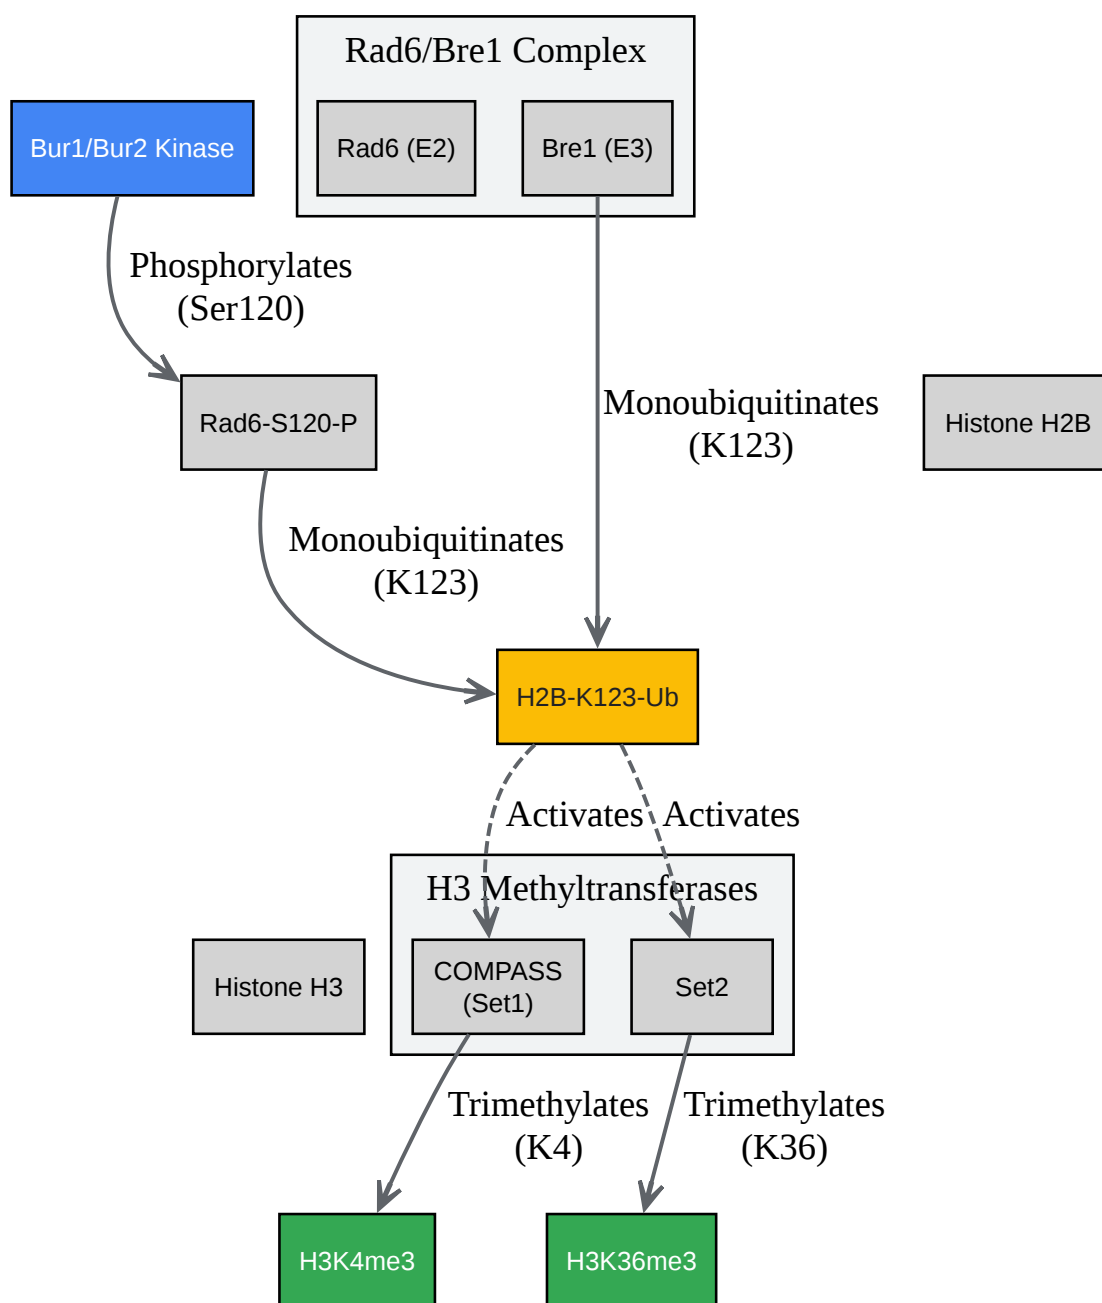 Rad6/Bre1 Complex
Bur1/Bur2 Kinase
Rad6 (E2)
Bre1 (E3)
Phosphorylates
(Ser120)
Rad6-S120-P
Monoubiquitinates
(K123)
Histone H2B
Monoubiquitinates
(K123)
H2B-K123-Ub
Activates
Activates
H3 Methyltransferases
Histone H3
COMPASS
(Set1)
Set2
Trimethylates
(K4)
Trimethylates
(K36)
H3K4me3
H3K36me3